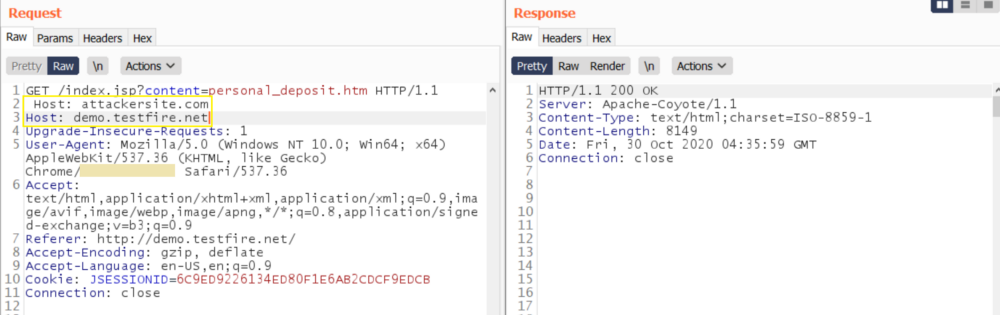 Request
Raw Params Headers Hex
Pretty Raw \n Actions
1 GET /index.jsp?content=personal_deposit.htm HTTP/1.1
2 Host: attackersite.com
3 Host: demo.testfire.net
4 Upgrade-Insecure-Requests: 1
5 User-Agent: Mozilla/5.0 (Windows NT 10.0; Win64; x64)
AppleWebKit/537.36 (KHTML, like Gecko)
Chrome/ Safari/537.36
6 Accept:
text/html,application/xhtml+xml,application/xml;q=0.9,im
age/avif,image/webp,image/apng,*/*;q=0.8,application/signe
d-exchange;v=b3;q=0.9
7 Referer: http://demo.testfire.net/
8 Accept-Encoding: gzip, deflate
9 Accept-Language: en-US,en;q=0.9
10 Cookie: JSESSIONID=6C9ED9226134ED80F1E6AB2CDCF9EDCB
11 Connection: close
12
Response
Raw Headers Hex
Pretty Raw Render \n Actions
1 HTTP/1.1 200 OK
2 Server: Apache-Coyote/1.1
3 Content-Type: text/html;charset=ISO-8859-1
4 Content-Length: 8149
5 Date: Fri, 30 Oct 2020 04:35:59 GMT
6 Connection: close
7
8
9
10
11
12
13
14
15
16
17